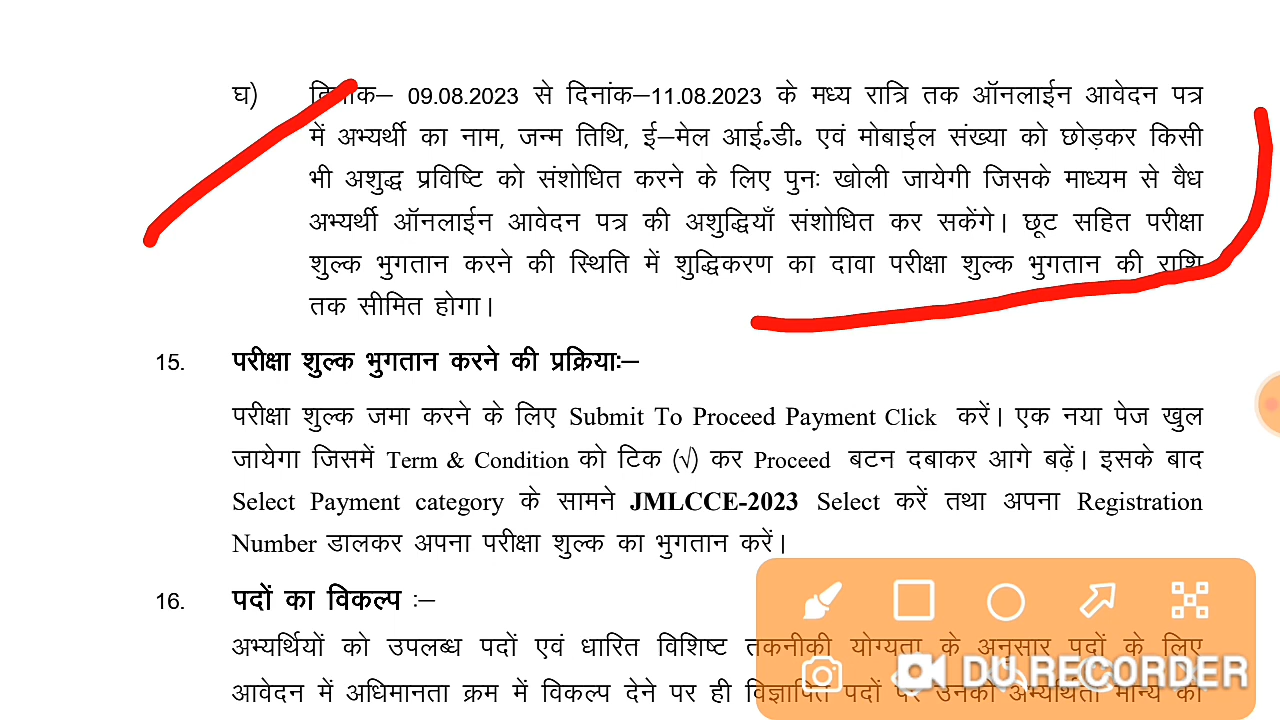 घ) दिनांक– 09.08.2023 से दिनांक–11.08.2023 के मध्य रात्रि तक ऑनलाईन आवेदन पत्र
में अभ्यर्थी का नाम, जन्म तिथि, ई–मेल आई॰डी॰ एवं मोबाईल संख्या को छोड़कर किसी
भी अशुद्ध प्रविष्टि को संशोधित करने के लिए पुनः खोली जायेगी जिसके माध्यम से वैध
अभ्यर्थी ऑनलाईन आवेदन पत्र की अशुद्धियाँ संशोधित कर सकेंगे। छूट सहित परीक्षा
शुल्क भुगतान करने की स्थिति में शुद्धिकरण का दावा परीक्षा शुल्क भुगतान की राशि
तक सीमित होगा।
15. परीक्षा शुल्क भुगतान करने की प्रक्रियाः–
परीक्षा शुल्क जमा करने के लिए Submit To Proceed Payment Click करें। एक नया पेज खुल
जायेगा जिसमें Term & Condition को टिक (√) कर Proceed बटन दबाकर आगे बढ़ें। इसके बाद
Select Payment category के सामने JMLCCE-2023 Select करें तथा अपना Registration
Number डालकर अपना परीक्षा शुल्क का भुगतान करें।
16. पदों का विकल्प :–
अभ्यर्थियों को उपलब्ध पदों एवं धारित विशिष्ट तकनीकी योग्यता के अनुसार पदों के लिए
आवेदन में अधिमानता क्रम में विकल्प देने पर ही विज्ञापित पदों पर उनकी अभ्यर्थिता मान्य की
DU RECORDER